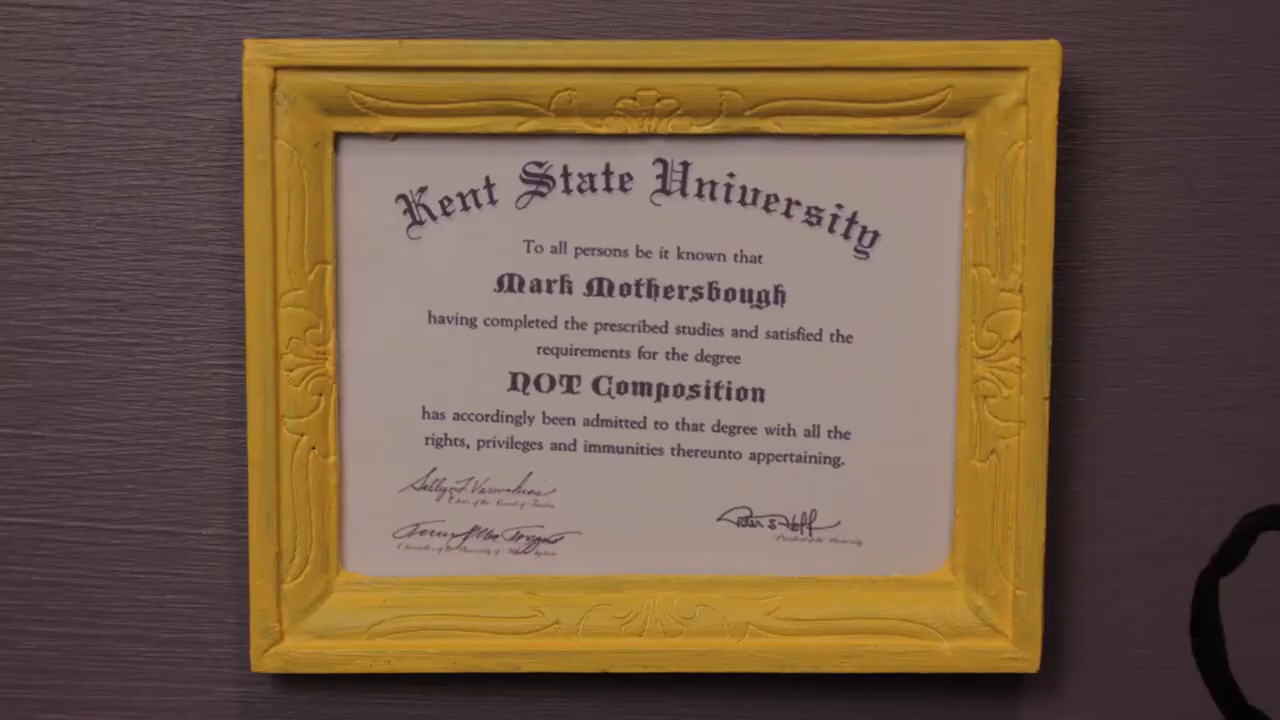 Kent State University
To all persons be it known that
Mark Mothersbough
having completed the prescribed studies and satisfied the
requirements for the degree
NOT Composition
has accordingly been admitted to that degree with all the
rights, privileges and immunities thereunto appertaining.